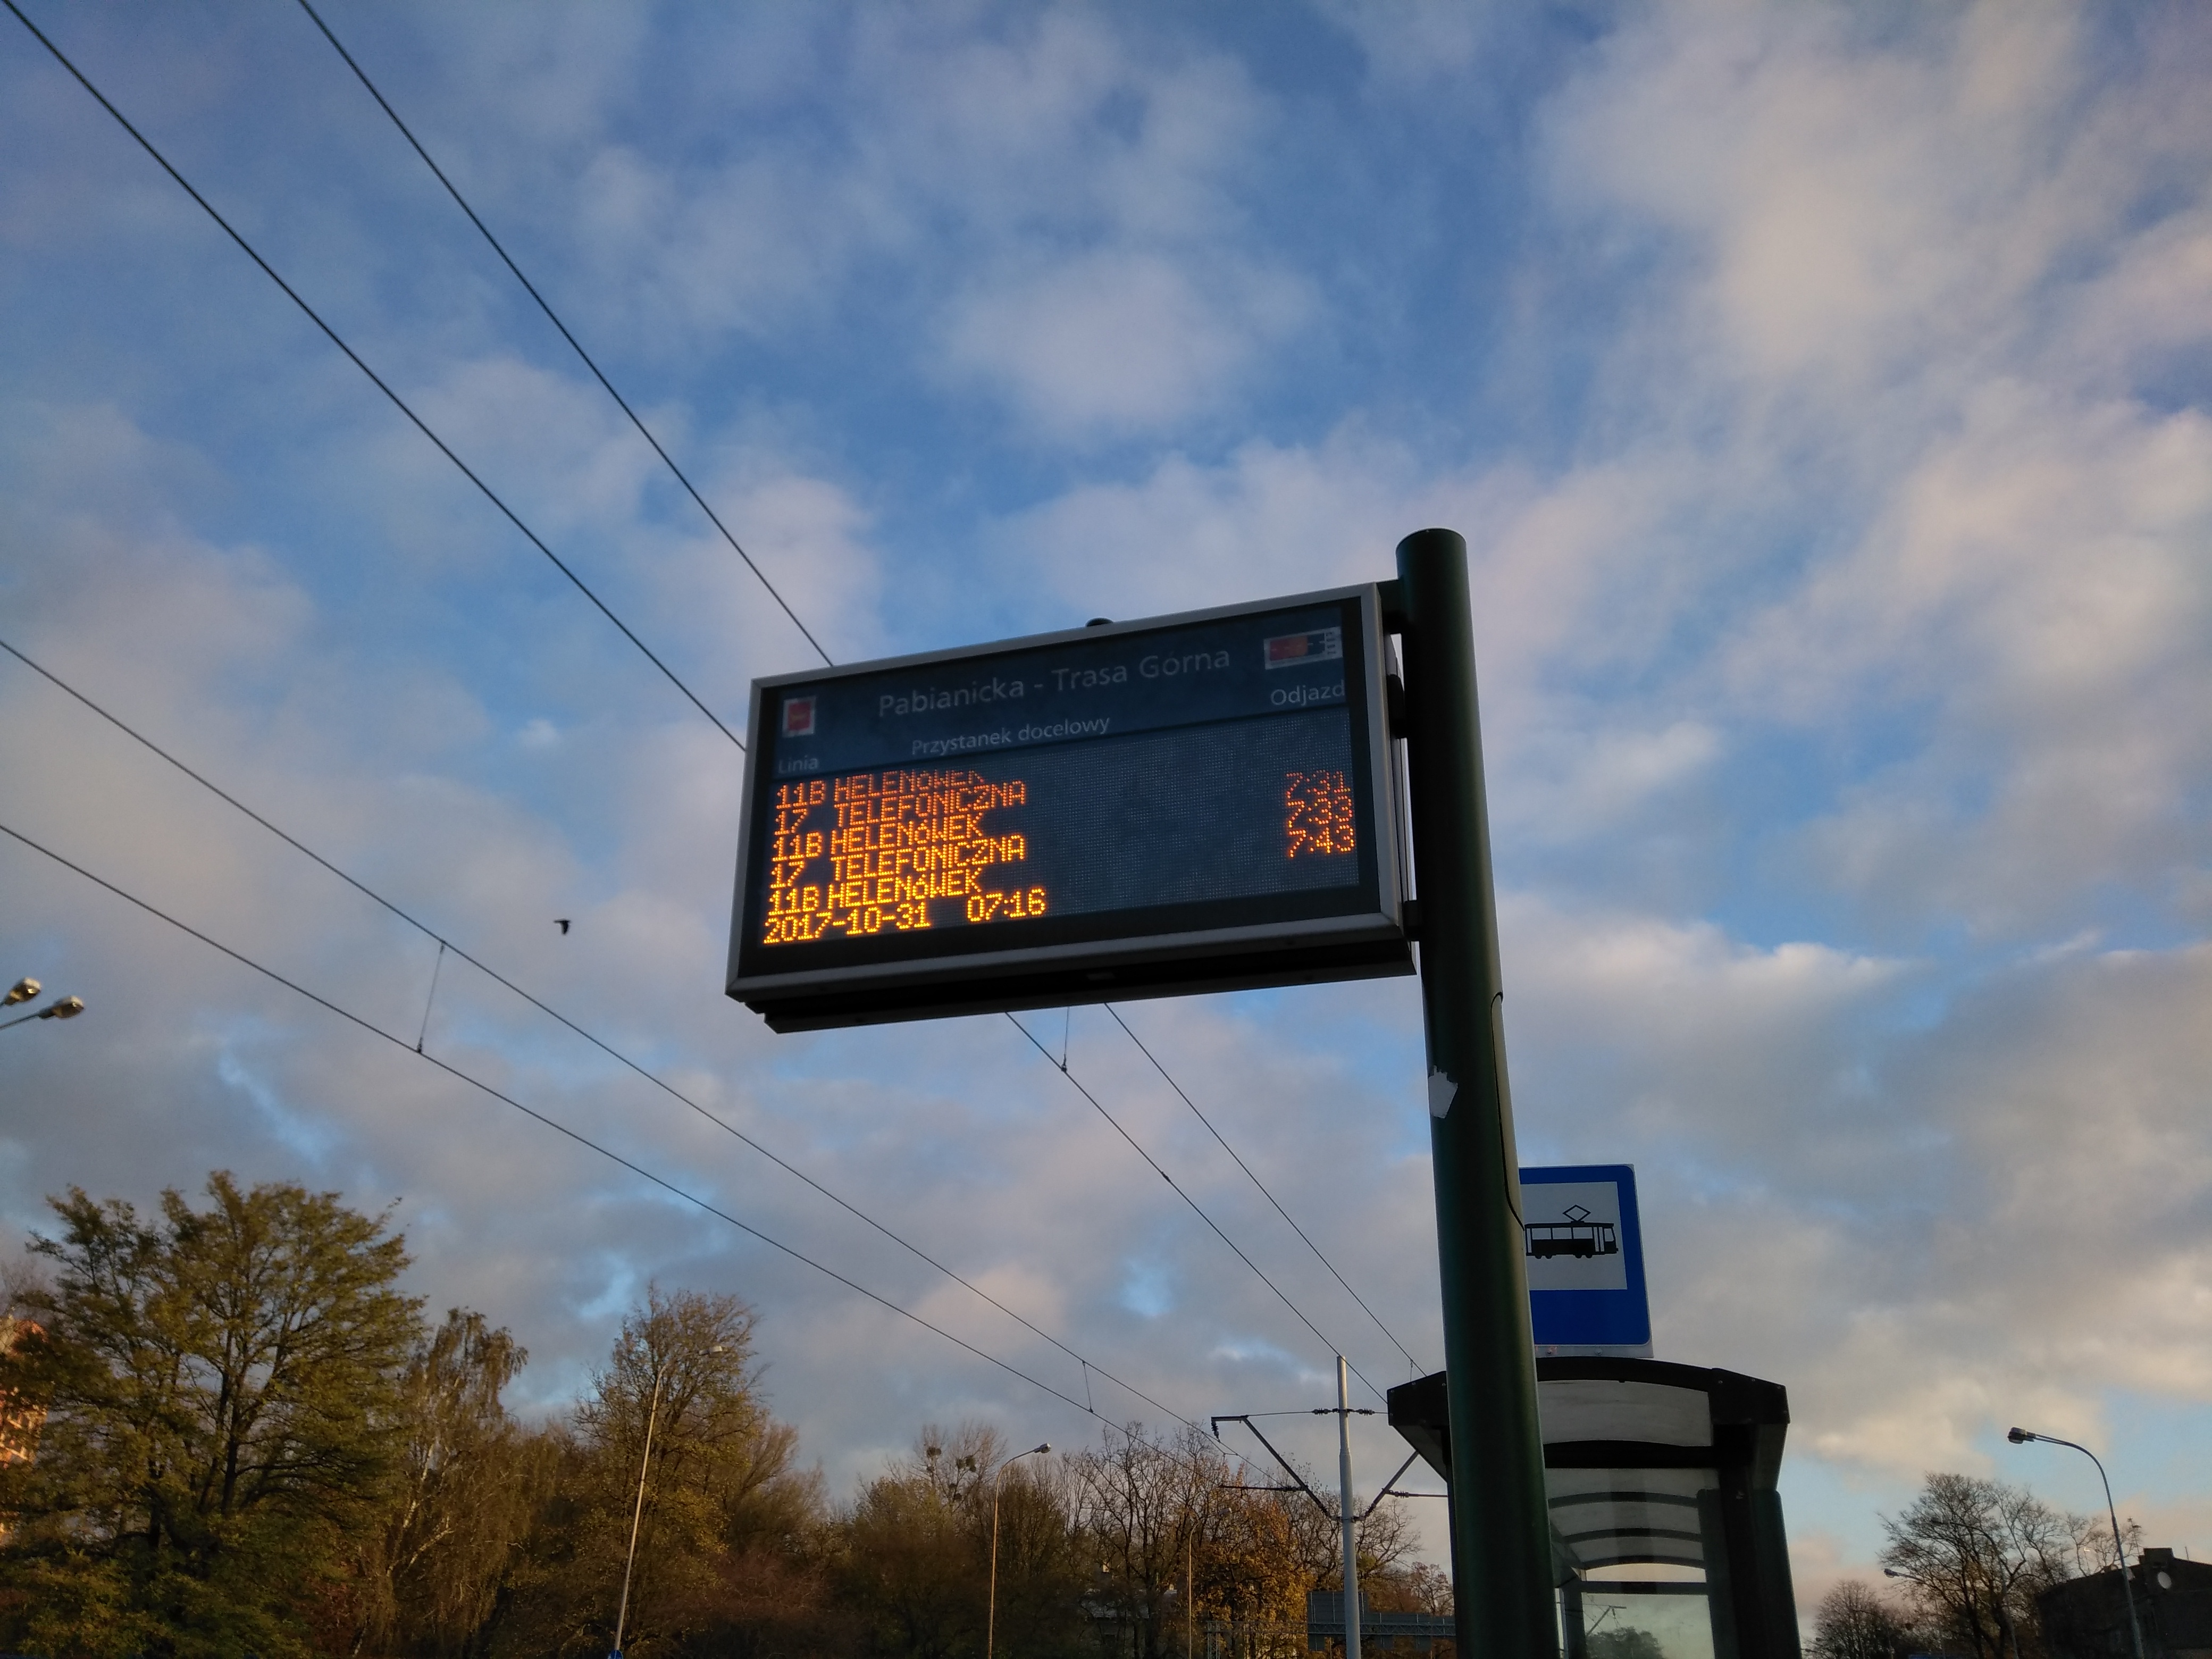 Pabianicka - Trasa Górna
Linia Przystanek docelowy Odjazd
11B HELENÓWEK
17 TELEFONICZNA
11B HELENÓWEK 7:31
17 TELEFONICZNA
11B HELENÓWEK 7:43
2017-10-31 07:16